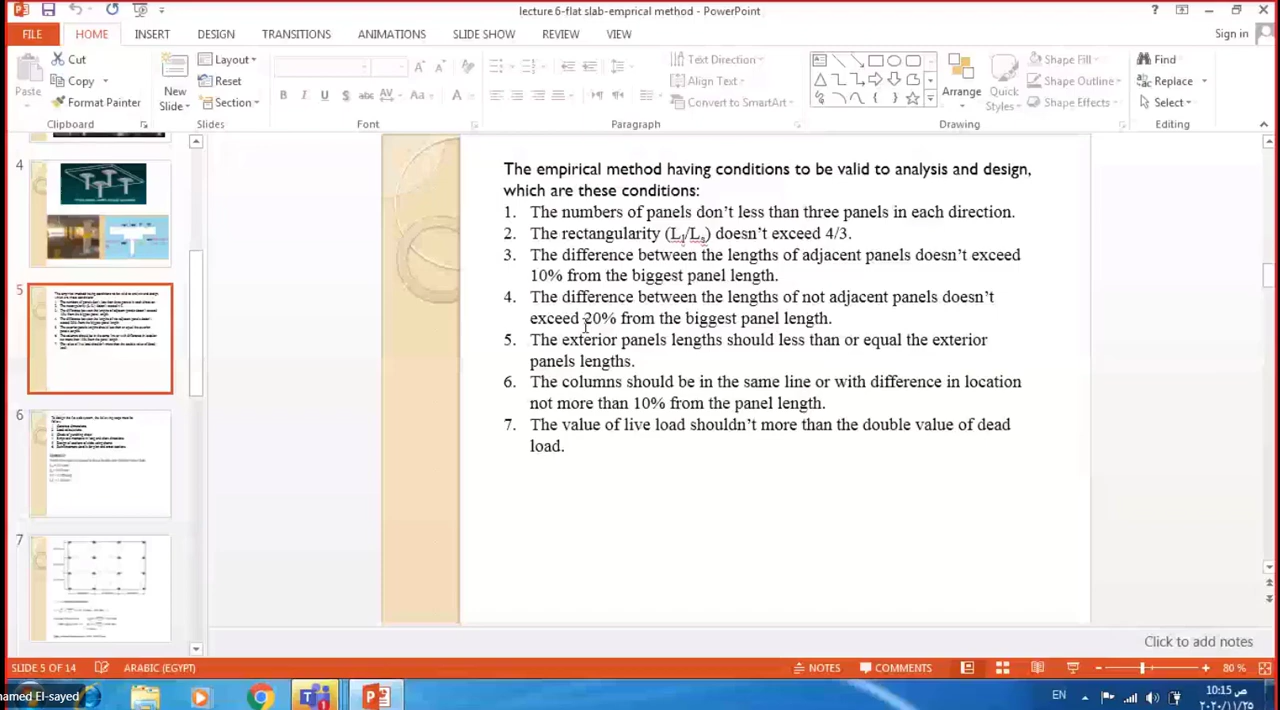 lecture 6-flat slab-emprical method - PowerPoint
FILE HOME INSERT DESIGN TRANSITIONS ANIMATIONS SLIDE SHOW REVIEW VIEW Sign in
Cut
Copy
Format Painter
Paste
Clipboard
New
Slide
Layout
Reset
Section
Slides
Font
Text Direction
Align Text
Convert to SmartArt
Paragraph
Arrange
Quick
Styles
Shape Fill
Shape Outline
Shape Effects
Drawing
Find
Replace
Select
Editing
4
5
6
7
The empirical method having conditions to be valid to analysis and design,
which are these conditions:
1. The numbers of panels don't less than three panels in each direction.
2. The rectangularity (L₁/L₂) doesn't exceed 4/3.
3. The difference between the lengths of adjacent panels doesn't exceed
10% from the biggest panel length.
4. The difference between the lengths of not adjacent panels doesn't
exceed 20% from the biggest panel length.
5. The exterior panels lengths should less than or equal the exterior
panels lengths.
6. The columns should be in the same line or with difference in location
not more than 10% from the panel length.
7. The value of live load shouldn't more than the double value of dead
load.
Click to add notes
SLIDE 5 OF 14 ARABIC (EGYPT) NOTES COMMENTS 80 %
named El-sayed
EN
10:15 ص
٢٠٢٠/١١/٢٥